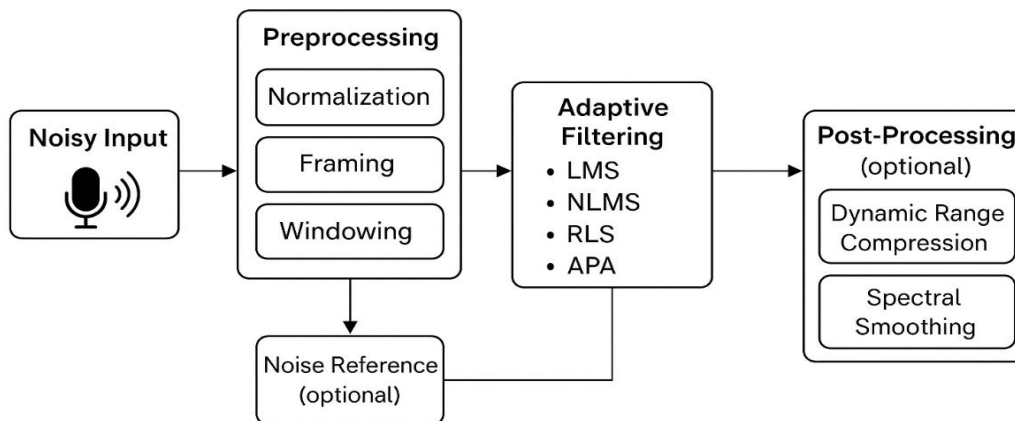 Noisy Input
Preprocessing
Normalization
Framing
Windowing
Noise Reference
(optional)
Adaptive
Filtering
• LMS
• NLMS
• RLS
• APA
Post-Processing
(optional)
Dynamic Range
Compression
Spectral
Smoothing